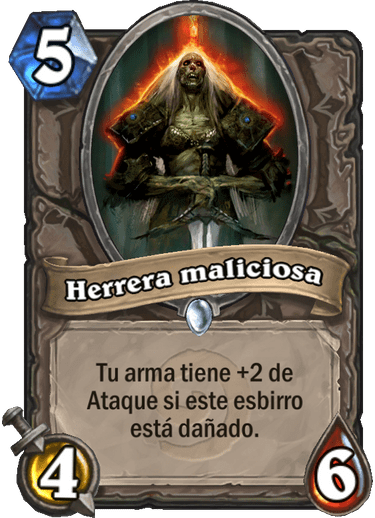 5
Herrera maliciosa
Tu arma tiene +2 de
Ataque si este esbirro
está dañado.
4
6